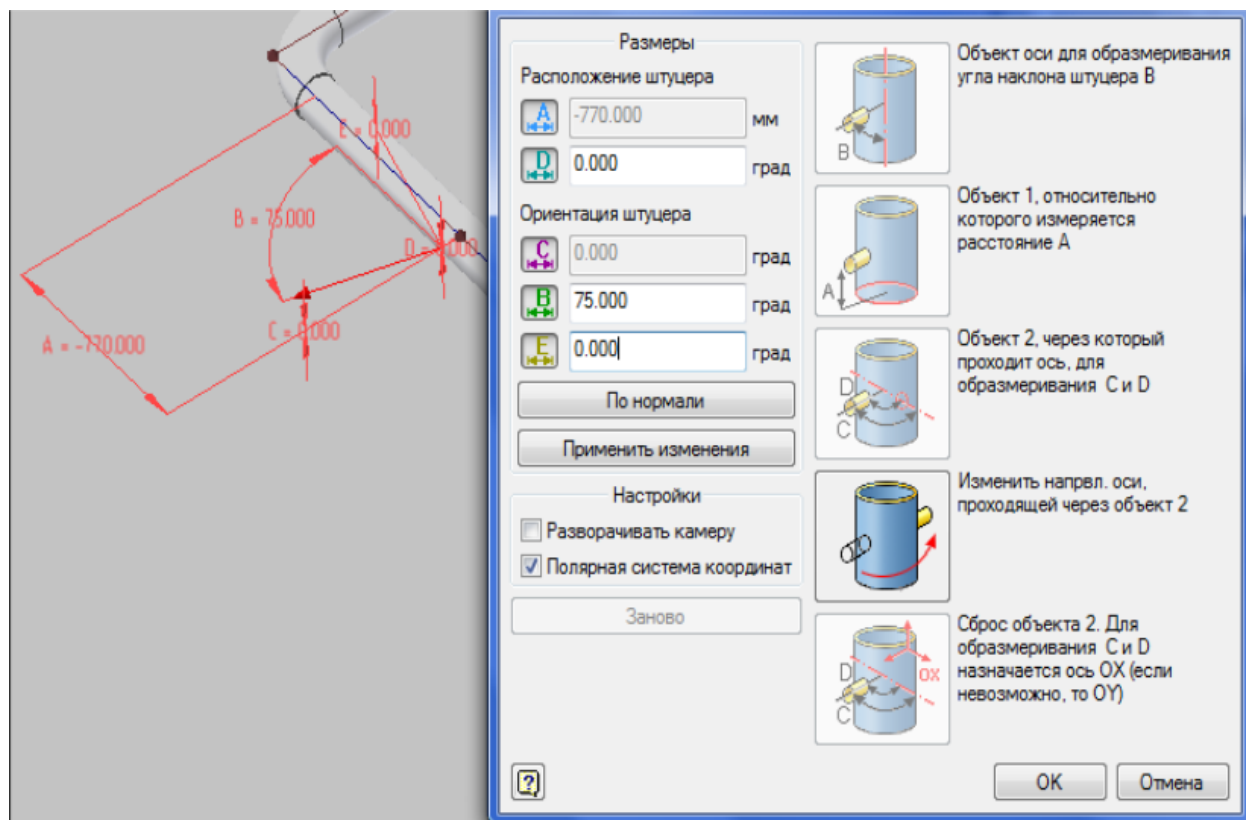 E = 0.000
B = 75.000
D = 0.000
C = 0.000
A = -770.000
Размеры
Расположение штуцера
A
-770.000
мм
D
0.000
град
Ориентация штуцера
C
0.000
град
B
75.000
град
E
0.000
град
По нормали
Применить изменения
Настройки
Разворачивать камеру
Полярная система координат
Заново
?
B
Объект оси для образмеривания
угла наклона штуцера B
A
Объект 1, относительно
которого измеряется
расстояние A
D
C
Объект 2, через который
проходит ось, для
образмеривания C и D
Изменить напрвл. оси,
проходящей через объект 2
D
C
OX
Сброс объекта 2. Для
образмеривания C и D
назначается ось OX (если
невозможно, то OY)
OK
Отмена